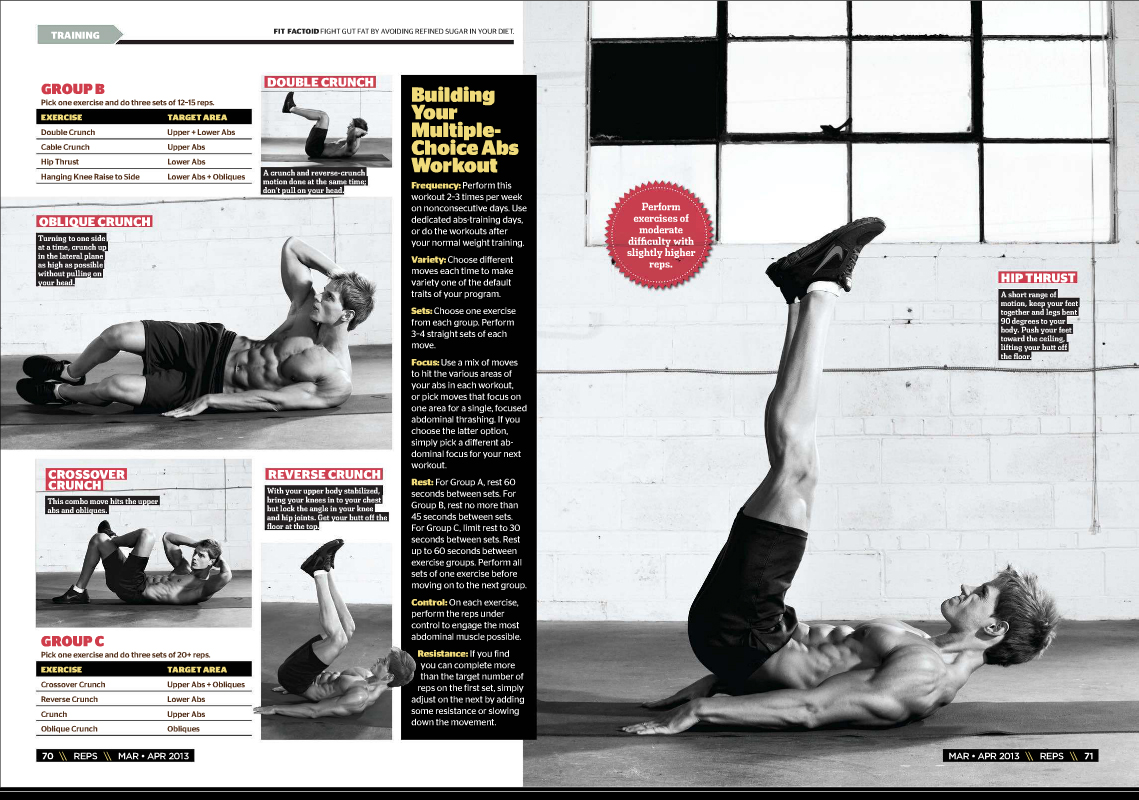 TRAINING
FIT FACTOID FIGHT GUT FAT BY AVOIDING REFINED SUGAR IN YOUR DIET.
GROUP B
Pick one exercise and do three sets of 12-15 reps.
EXERCISE TARGET AREA
Double Crunch Upper + Lower Abs
Cable Crunch Upper Abs
Hip Thrust Lower Abs
Hanging Knee Raise to Side Lower Abs + Obliques
DOUBLE CRUNCH
A crunch and reverse-crunch
motion done at the same time;
don't pull on your head.
OBLIQUE CRUNCH
Turning to one side
at a time, crunch up
in the lateral plane
as high as possible
without pulling on
your head.
CROSSOVER
CRUNCH
This combo move hits the upper
abs and obliques.
REVERSE CRUNCH
With your upper body stabilized,
bring your knees in to your chest
but lock the angle in your knee
and hip joints. Get your butt off the
floor at the top.
GROUP C
Pick one exercise and do three sets of 20+ reps.
EXERCISE TARGET AREA
Crossover Crunch Upper Abs + Obliques
Reverse Crunch Lower Abs
Crunch Upper Abs
Oblique Crunch Obliques
70 \\ REPS \\ MAR • APR 2013
Building
Your
Multiple-
Choice Abs
Workout
Frequency: Perform this
workout 2-3 times per week
on nonconsecutive days. Use
dedicated abs-training days,
or do the workouts after
your normal weight training.
Variety: Choose different
moves each time to make
variety one of the default
traits of your program.
Sets: Choose one exercise
from each group. Perform
3-4 straight sets of each
move.
Focus: Use a mix of moves
to hit the various areas of
your abs in each workout,
or pick moves that focus on
one area for a single, focused
abdominal thrashing. If you
choose the latter option,
simply pick a different ab-
dominal focus for your next
workout.
Rest: For Group A, rest 60
seconds between sets. For
Group B, rest no more than
45 seconds between sets.
For Group C, limit rest to 30
seconds between sets. Rest
up to 60 seconds between
exercise groups. Perform all
sets of one exercise before
moving on to the next group.
Control: On each exercise,
perform the reps under
control to engage the most
abdominal muscle possible.
Resistance: If you find
you can complete more
than the target number of
reps on the first set, simply
adjust on the next by adding
some resistance or slowing
down the movement.
Perform
exercises of
moderate
difficulty with
slightly higher
reps.
HIP THRUST
A short range of
motion, keep your feet
together and legs bent
90 degrees to your
body. Push your feet
toward the ceiling,
lifting your butt off
the floor.
MAR • APR 2013 \\ REPS \\ 71